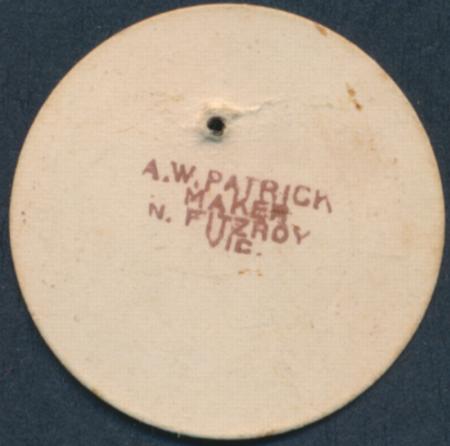 A.W. PATRICK
MAKER
N. FITZROY
VIC.